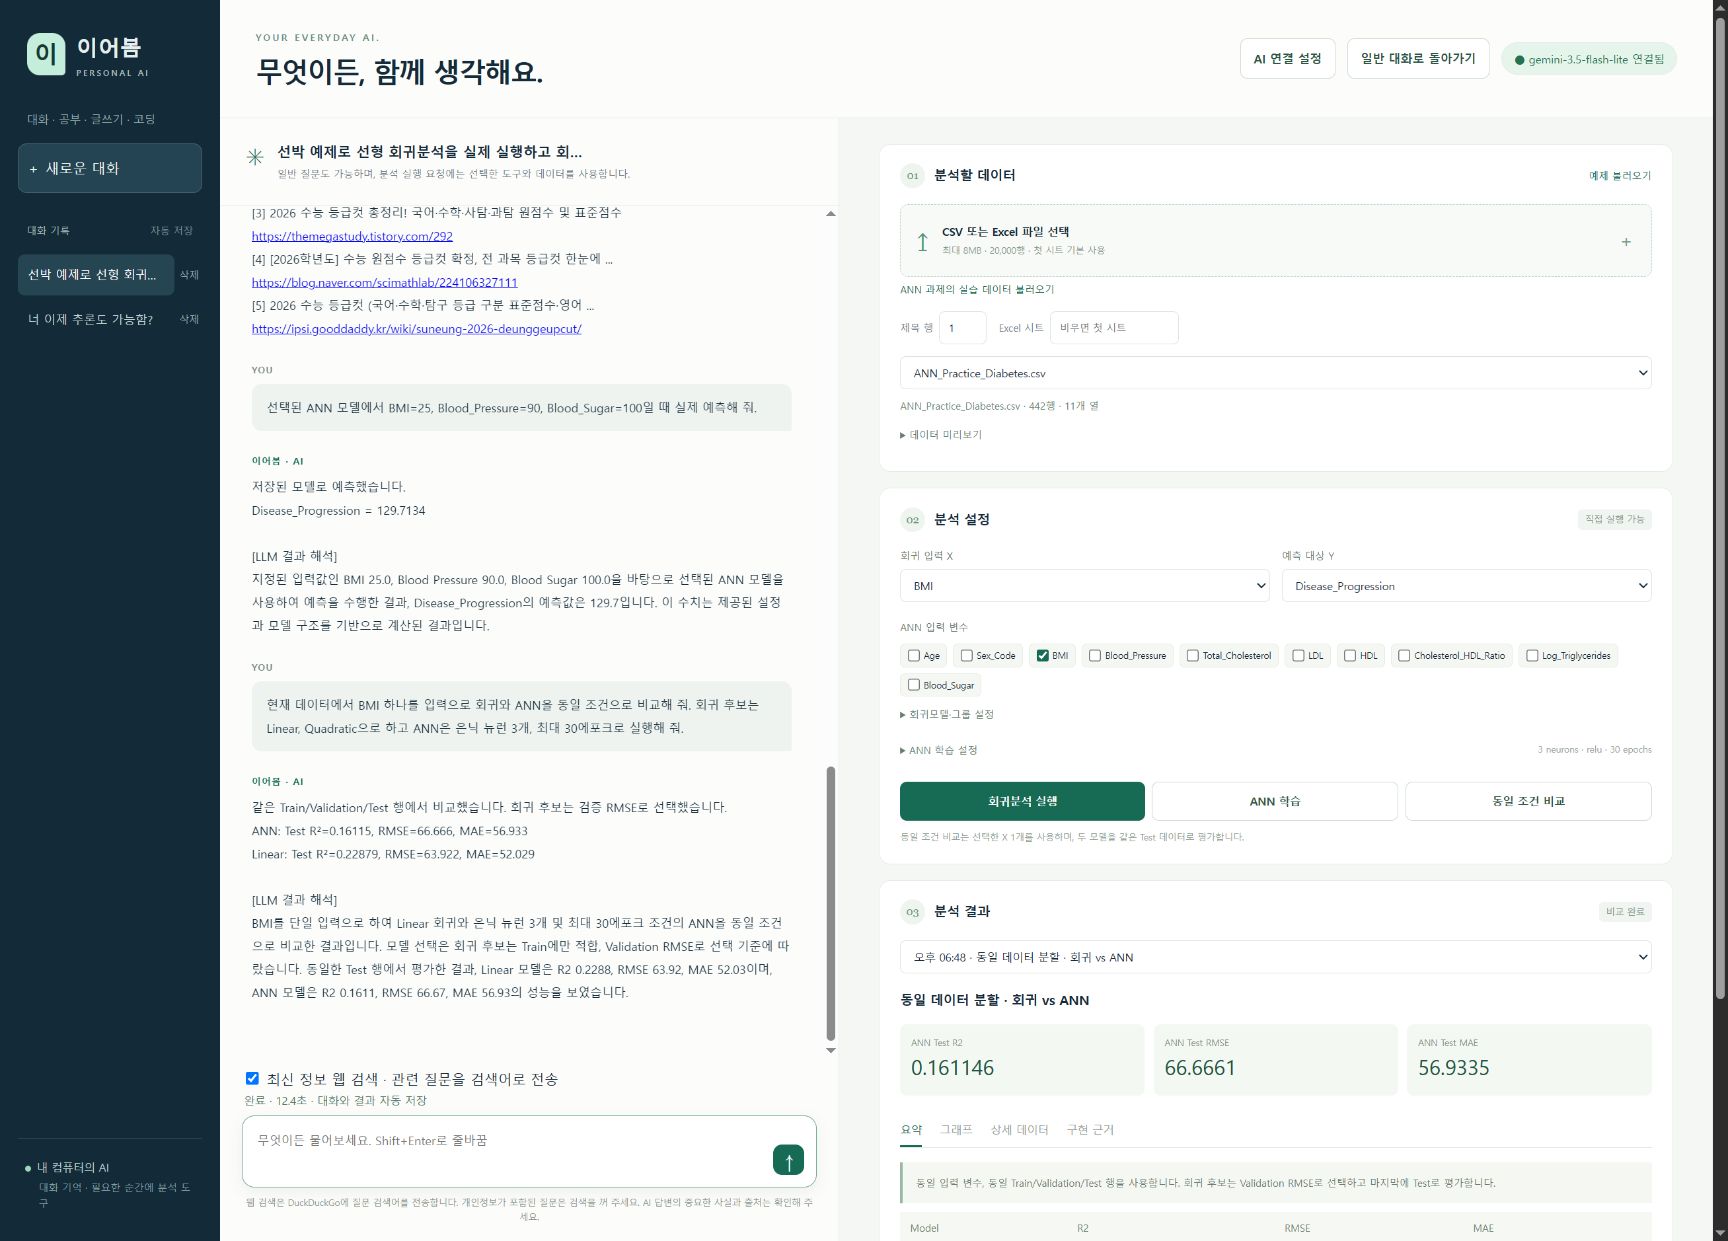 이
이어봄
PERSONAL AI
대화 · 공부 · 글쓰기 · 코딩
+ 새로운 대화
대화 기록
자동 저장
선박 예제로 선형 회귀...
삭제
너 이제 추론도 가능함?
삭제
내 컴퓨터의 AI
대화 기억 · 필요한 순간에 분석 도
구
YOUR EVERYDAY AI.
무엇이든, 함께 생각해요.
AI 연결 설정
일반 대화로 돌아가기
gemini-3.5-flash-lite 연결됨
선박 예제로 선형 회귀분석을 실제 실행하고 회...
일반 질문도 가능하며, 분석 실행 요청에는 선택한 도구와 데이터를 사용합니다.
[3] 2026 수능 등급컷 총정리! 국어·수학·사탐·과탐 원점수 및 표준점수
https://themegastudy.tistory.com/292
[4] [2026학년도] 수능 원점수 등급컷 확정, 전 과목 등급컷 한눈에 ...
https://blog.naver.com/scimathlab/224106327111
[5] 2026 수능 등급컷 (국어·수학·탐구 등급 구분 표준점수·영어 ...
https://ipsi.gooddaddy.kr/wiki/suneung-2026-deunggeupcut/
YOU
선택된 ANN 모델에서 BMI=25, Blood_Pressure=90, Blood_Sugar=100일 때 실제 예측해 줘.
이어봄 · AI
저장된 모델로 예측했습니다.
Disease_Progression = 129.7134
[LLM 결과 해석]
지정된 입력값인 BMI 25.0, Blood Pressure 90.0, Blood Sugar 100.0을 바탕으로 선택된 ANN 모델을
사용하여 예측을 수행한 결과, Disease_Progression의 예측값은 129.7입니다. 이 수치는 제공된 설정
과 모델 구조를 기반으로 계산된 결과입니다.
YOU
현재 데이터에서 BMI 하나를 입력으로 회귀와 ANN을 동일 조건으로 비교해 줘. 회귀 후보는
Linear, Quadratic으로 하고 ANN은 은닉 뉴런 3개, 최대 30에포크로 실행해 줘.
이어봄 · AI
같은 Train/Validation/Test 행에서 비교했습니다. 회귀 후보는 검증 RMSE로 선택했습니다.
ANN: Test R²=0.16115, RMSE=66.666, MAE=56.933
Linear: Test R²=0.22879, RMSE=63.922, MAE=52.029
[LLM 결과 해석]
BMI를 단일 입력으로 하여 Linear 회귀와 은닉 뉴런 3개 및 최대 30에포크 조건의 ANN을 동일 조건
으로 비교한 결과입니다. 모델 선택은 회귀 후보는 Train에만 적합, Validation RMSE로 선택 기준에 따
랐습니다. 동일한 Test 행에서 평가한 결과, Linear 모델은 R2 0.2288, RMSE 63.92, MAE 52.03이며,
ANN 모델은 R2 0.1611, RMSE 66.67, MAE 56.93의 성능을 보였습니다.
최신 정보 웹 검색 · 관련 질문을 검색어로 전송
완료 · 12.4초 · 대화와 결과 자동 저장
무엇이든 물어보세요. Shift+Enter로 줄바꿈
웹 검색은 DuckDuckGo에 질문 검색어를 전송합니다. 개인정보가 포함된 질문은 검색을 꺼 주세요. AI 답변의 중요한 사실과 출처는 확인해 주
세요.
01 분석할 데이터
예제 불러오기
CSV 또는 Excel 파일 선택
최대 8MB · 20,000행 · 첫 시트 기본 사용
+
ANN 과제의 실습 데이터 불러오기
제목 행 1 Excel 시트 비우면 첫 시트
ANN_Practice_Diabetes.csv
ANN_Practice_Diabetes.csv · 442행 · 11개 열
데이터 미리보기
02 분석 설정
직접 실행 가능
회귀 입력 X
예측 대상 Y
BMI
Disease_Progression
ANN 입력 변수
Age Sex_Code BMI Blood_Pressure Total_Cholesterol LDL HDL Cholesterol_HDL_Ratio Log_Triglycerides
Blood_Sugar
회귀모델·그룹 설정
ANN 학습 설정
3 neurons · relu · 30 epochs
회귀분석 실행
ANN 학습
동일 조건 비교
동일 조건 비교는 선택한 X 1개를 사용하며, 두 모델을 같은 Test 데이터로 평가합니다.
03 분석 결과
비교 완료
오후 06:48 · 동일 데이터 분할 · 회귀 vs ANN
동일 데이터 분할 · 회귀 vs ANN
ANN Test R2
0.161146
ANN Test RMSE
66.6661
ANN Test MAE
56.9335
요약 그래프 상세 데이터 구현 근거
동일 입력 변수, 동일 Train/Validation/Test 행을 사용합니다. 회귀 후보는 Validation RMSE로 선택하고 마지막에 Test로 평가합니다.
Model R2 RMSE MAE